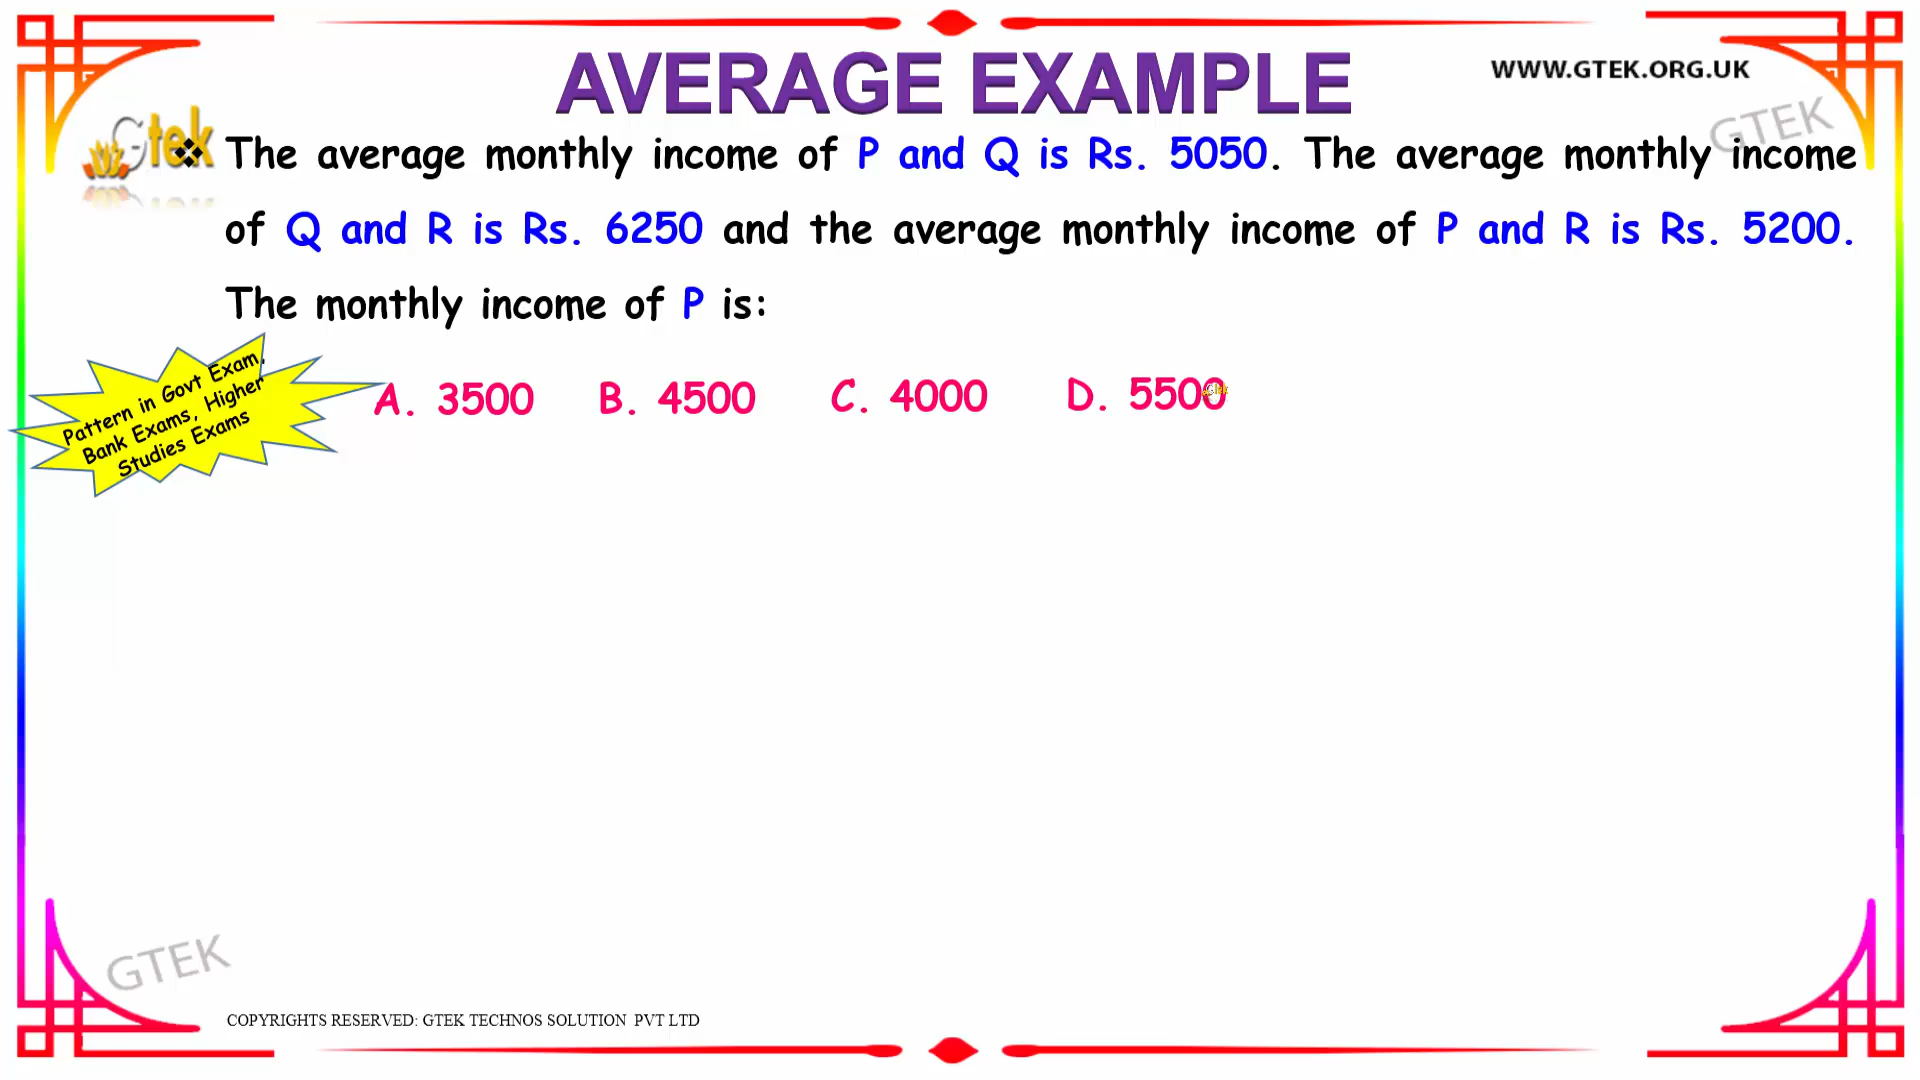 AVERAGE EXAMPLE
WWW.GTEK.ORG.UK
GTEK
Gtek
❖ The average monthly income of P and Q is Rs. 5050. The average monthly income
of Q and R is Rs. 6250 and the average monthly income of P and R is Rs. 5200.
The monthly income of P is:
Pattern in Govt Exam,
Bank Exams, Higher
Studies Exams
A. 3500 B. 4500 C. 4000 D. 5500
Gtek
GTEK
COPYRIGHTS RESERVED: GTEK TECHNOS SOLUTION PVT LTD